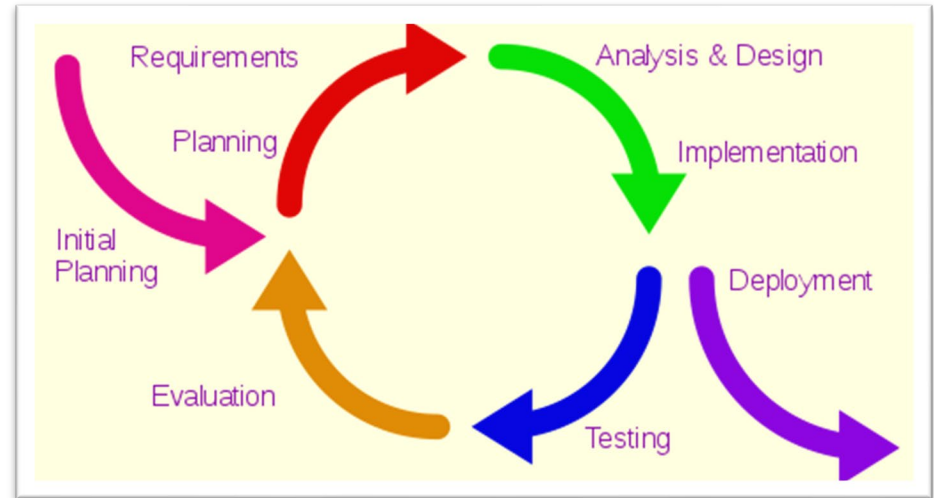 Requirements
Analysis & Design
Planning
Implementation
Initial
Planning
Deployment
Evaluation
Testing